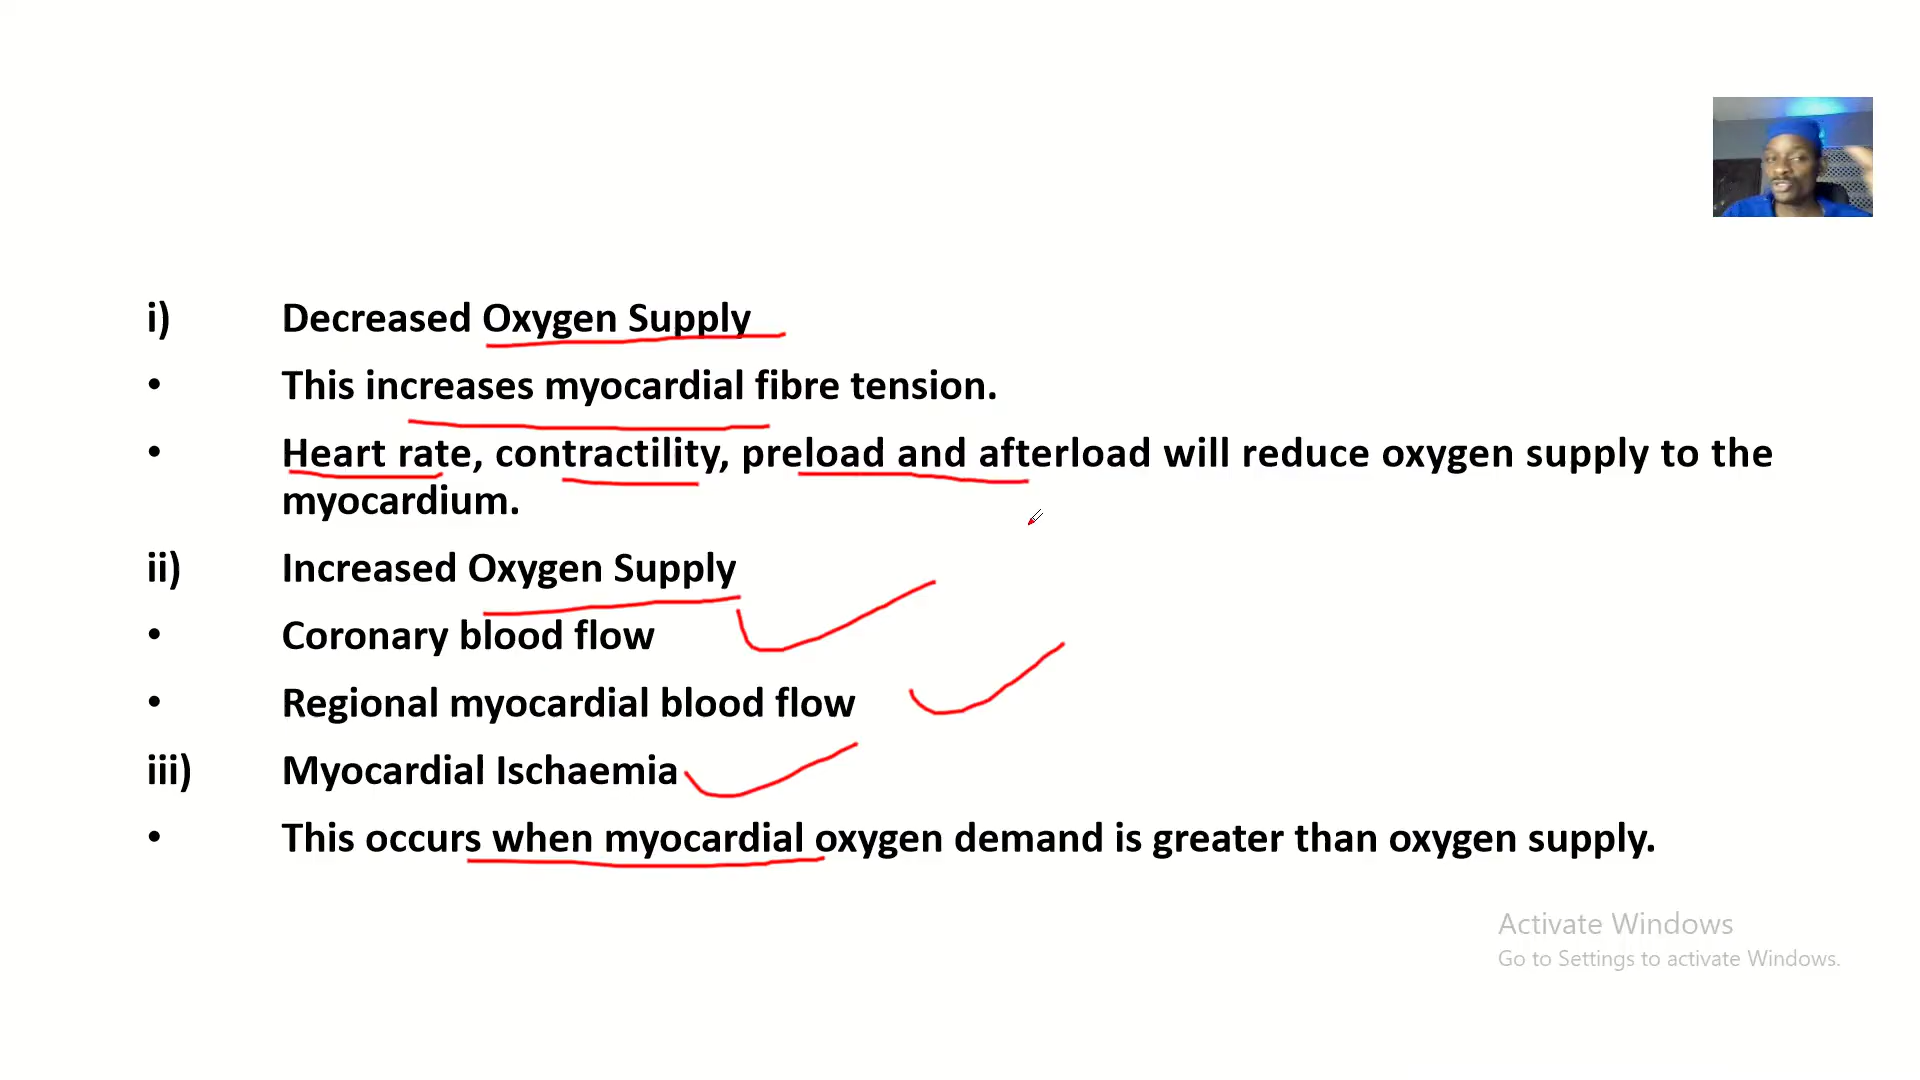 i) Decreased Oxygen Supply
• This increases myocardial fibre tension.
• Heart rate, contractility, preload and afterload will reduce oxygen supply to the
myocardium.
ii) Increased Oxygen Supply
• Coronary blood flow
• Regional myocardial blood flow
iii) Myocardial Ischaemia
• This occurs when myocardial oxygen demand is greater than oxygen supply.
Activate Windows
Go to Settings to activate Windows.